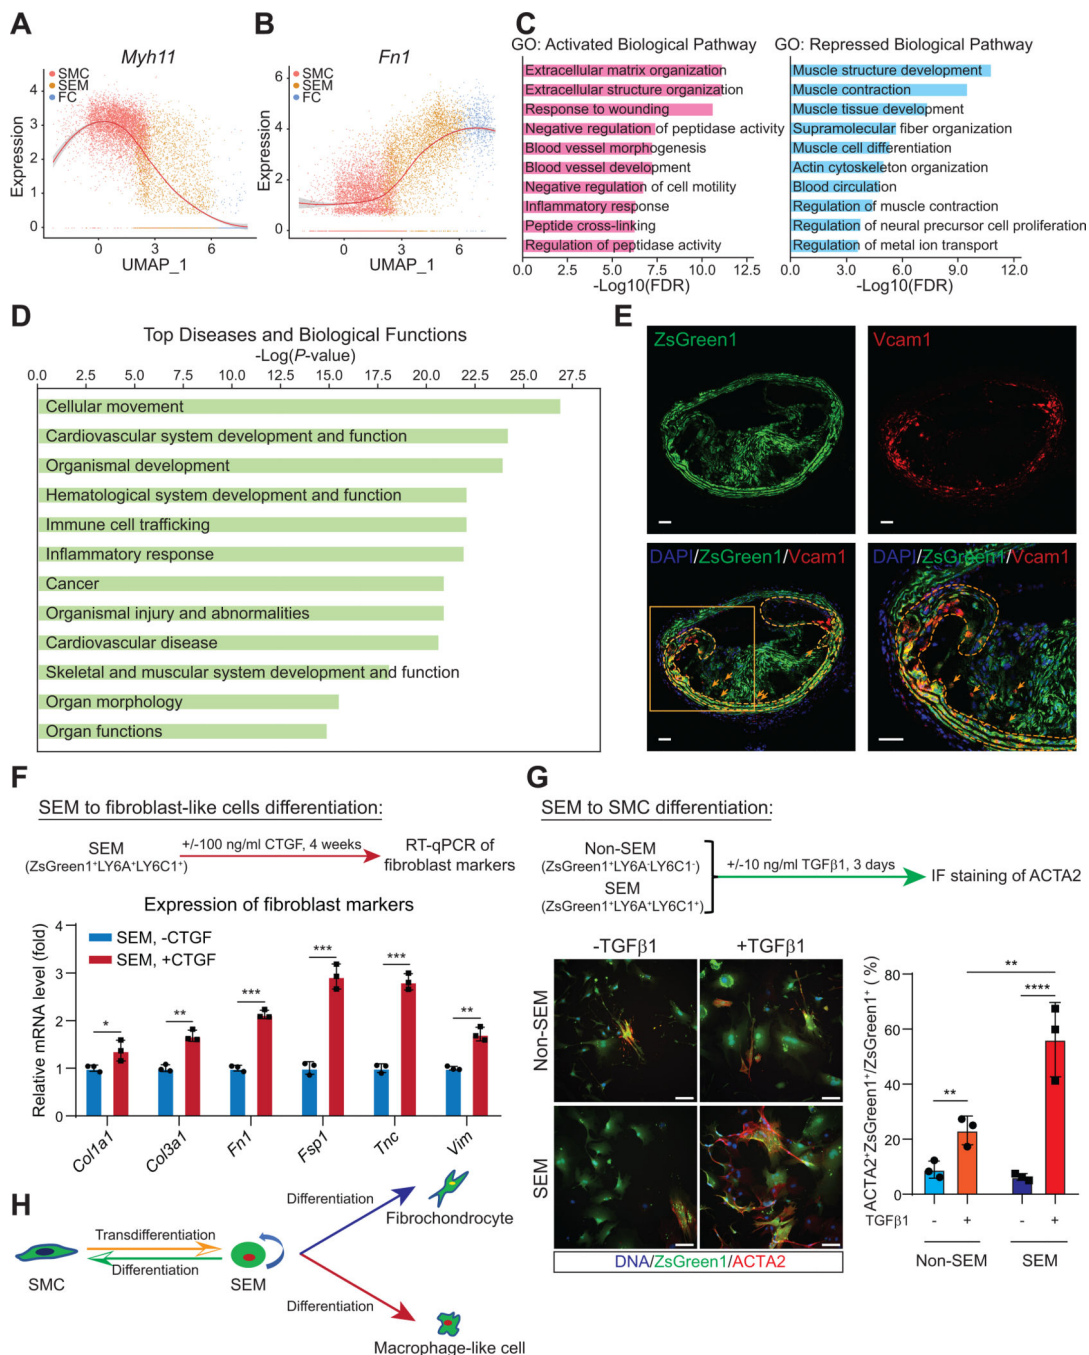 A
Myh11
SMC
SEM
FC
Expression
4
3
2
1
0
0
3
6
UMAP_1
B
Fn1
SMC
SEM
FC
Expression
6
4
2
0
0
3
6
UMAP_1
C
GO: Activated Biological Pathway
Extracellular matrix organization
Extracellular structure organization
Response to wounding
Negative regulation of peptidase activity
Blood vessel morphogenesis
Blood vessel development
Negative regulation of cell motility
Inflammatory response
Peptide cross-linking
Regulation of peptidase activity
0.0 2.5 5.0 7.5 10.0 12.5
-Log10(FDR)
GO: Repressed Biological Pathway
Muscle structure development
Muscle contraction
Muscle tissue development
Supramolecular fiber organization
Muscle cell differentiation
Actin cytoskeleton organization
Blood circulation
Regulation of muscle contraction
Regulation of neural precursor cell proliferation
Regulation of metal ion transport
0.0 3.0 6.0 9.0 12.0
-Log10(FDR)
D
Top Diseases and Biological Functions
-Log(P-value)
0.0 2.5 5.0 7.5 10.0 12.5 15.0 17.5 20.0 22.5 25.0 27.5
Cellular movement
Cardiovascular system development and function
Organismal development
Hematological system development and function
Immune cell trafficking
Inflammatory response
Cancer
Organismal injury and abnormalities
Cardiovascular disease
Skeletal and muscular system development and function
Organ morphology
Organ functions
E
ZsGreen1
Vcam1
DAPI/ZsGreen1/Vcam1
DAPI/ZsGreen1/Vcam1
F
SEM to fibroblast-like cells differentiation:
SEM
(ZsGreen1⁺LY6A⁺LY6C1⁺)
+/-100 ng/ml CTGF, 4 weeks
RT-qPCR of
fibroblast markers
Expression of fibroblast markers
SEM, -CTGF
SEM, +CTGF
Relative mRNA level (fold)
4
3
2
1
0
*
**
***
***
***
**
Col1a1
Col3a1
Fn1
Fsp1
Tnc
Vim
G
SEM to SMC differentiation:
Non-SEM
(ZsGreen1⁺LY6A⁻LY6C1⁻)
SEM
(ZsGreen1⁺LY6A⁺LY6C1⁺)
+/-10 ng/ml TGFβ1, 3 days
IF staining of ACTA2
-TGFβ1
+TGFβ1
Non-SEM
SEM
DNA/ZsGreen1/ACTA2
ACTA2⁺ZsGreen1⁺/ZsGreen1⁺ (%)
80
60
40
20
0
**
**
****
TGFβ1 - + - +
Non-SEM SEM
H
SMC
Transdifferentiation
Differentiation
SEM
Differentiation
Fibrochondrocyte
Differentiation
Macrophage-like cell